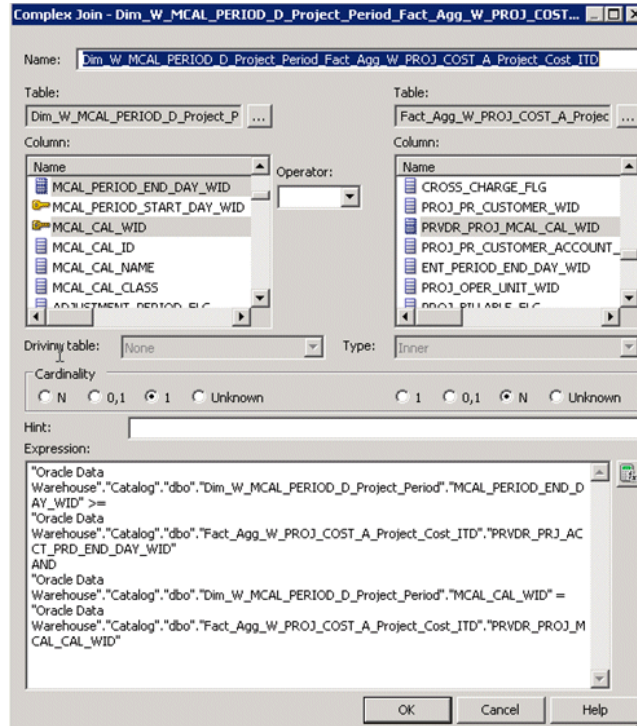 Complex Join - Dim_W_MCAL_PERIOD_D_Project_Period_Fact_Agg_W_PROJ_COST...
Name: Dim_W_MCAL_PERIOD_D_Project_Period_Fact_Agg_W_PROJ_COST_A_Project_Cost_ITD
Table: Table:
Dim_W_MCAL_PERIOD_D_Project_P ... Fact_Agg_W_PROJ_COST_A_Projec ...
Column: Column:
Name Operator: Name
MCAL_PERIOD_END_DAY_WID CROSS_CHARGE_FLG
MCAL_PERIOD_START_DAY_WID PROJ_PR_CUSTOMER_WID
MCAL_CAL_WID PRVDR_PROJ_MCAL_CAL_WID
MCAL_CAL_ID PROJ_PR_CUSTOMER_ACCOUNT_
MCAL_CAL_NAME ENT_PERIOD_END_DAY_WID
MCAL_CAL_CLASS PROJ_OPER_UNIT_WID
ADJUSTMENT_PERIOD_FLG PROJ_BILLABLE_FLG
Driving table: None Type: Inner
Cardinality
N 0,1 1 Unknown 1 0,1 N Unknown
Hint:
Expression:
"Oracle Data
Warehouse"."Catalog"."dbo"."Dim_W_MCAL_PERIOD_D_Project_Period"."MCAL_PERIOD_END_D
AY_WID" >=
"Oracle Data
Warehouse"."Catalog"."dbo"."Fact_Agg_W_PROJ_COST_A_Project_Cost_ITD"."PRVDR_PRJ_AC
CT_PRD_END_DAY_WID"
AND
"Oracle Data
Warehouse"."Catalog"."dbo"."Dim_W_MCAL_PERIOD_D_Project_Period"."MCAL_CAL_WID" =
"Oracle Data
Warehouse"."Catalog"."dbo"."Fact_Agg_W_PROJ_COST_A_Project_Cost_ITD"."PRVDR_PROJ_M
CAL_CAL_WID"
OK Cancel Help